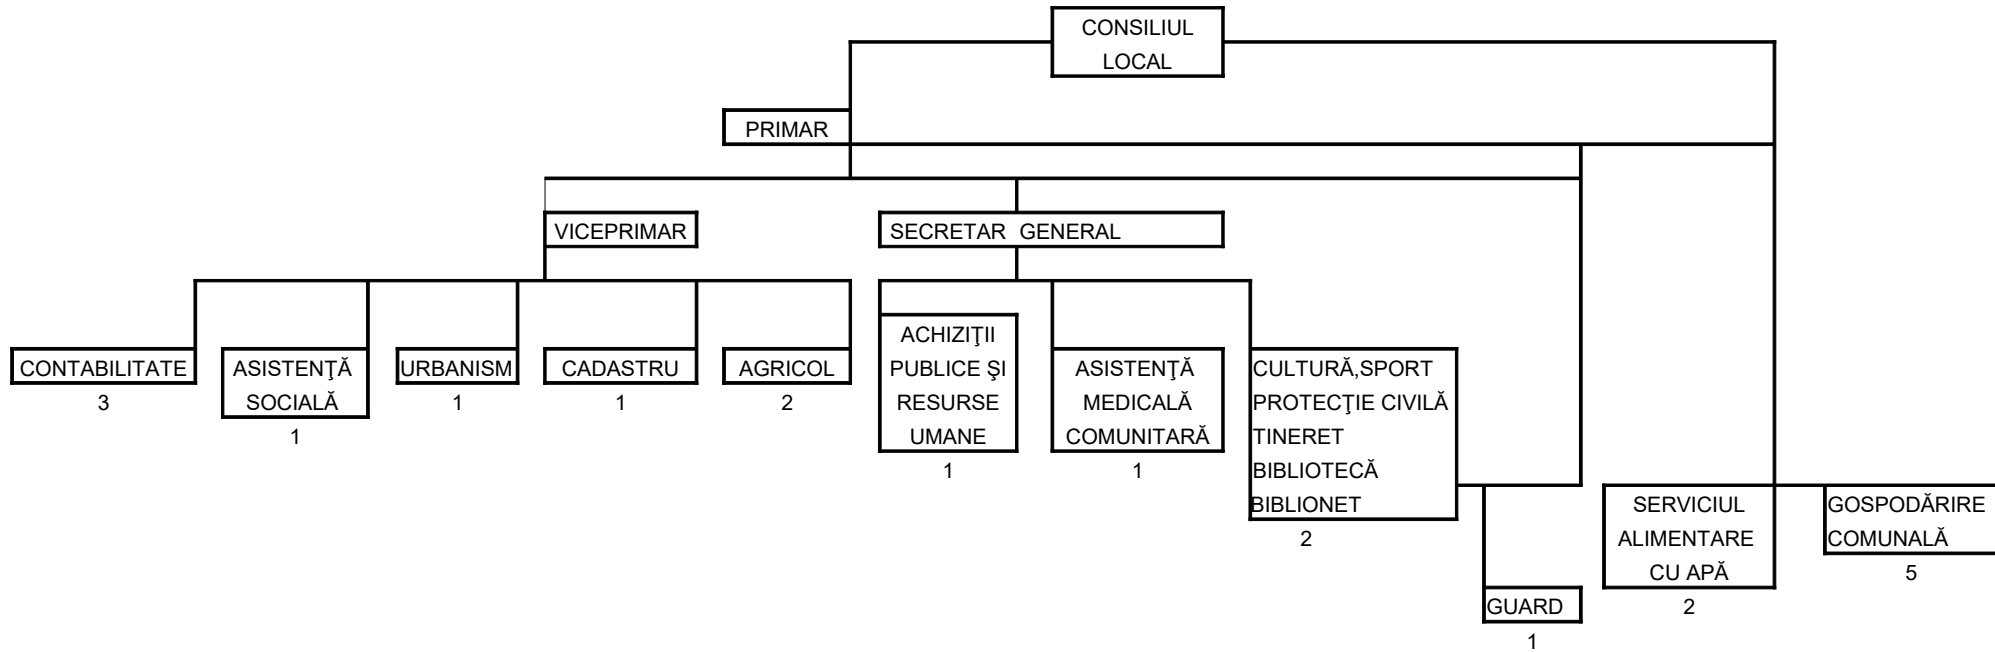 CONSILIUL
LOCAL
PRIMAR
VICEPRIMAR
SECRETAR GENERAL
CONTABILITATE
3
ASISTENŢĂ
SOCIALĂ
1
URBANISM
1
CADASTRU
1
AGRICOL
2
ACHIZIŢII
PUBLICE ŞI
RESURSE
UMANE
1
ASISTENŢĂ
MEDICALĂ
COMUNITARĂ
1
CULTURĂ,SPORT
PROTECŢIE CIVILĂ
TINERET
BIBLIOTECĂ
BIBLIONET
2
GUARD
1
SERVICIUL
ALIMENTARE
CU APĂ
2
GOSPODĂRIRE
COMUNALĂ
5